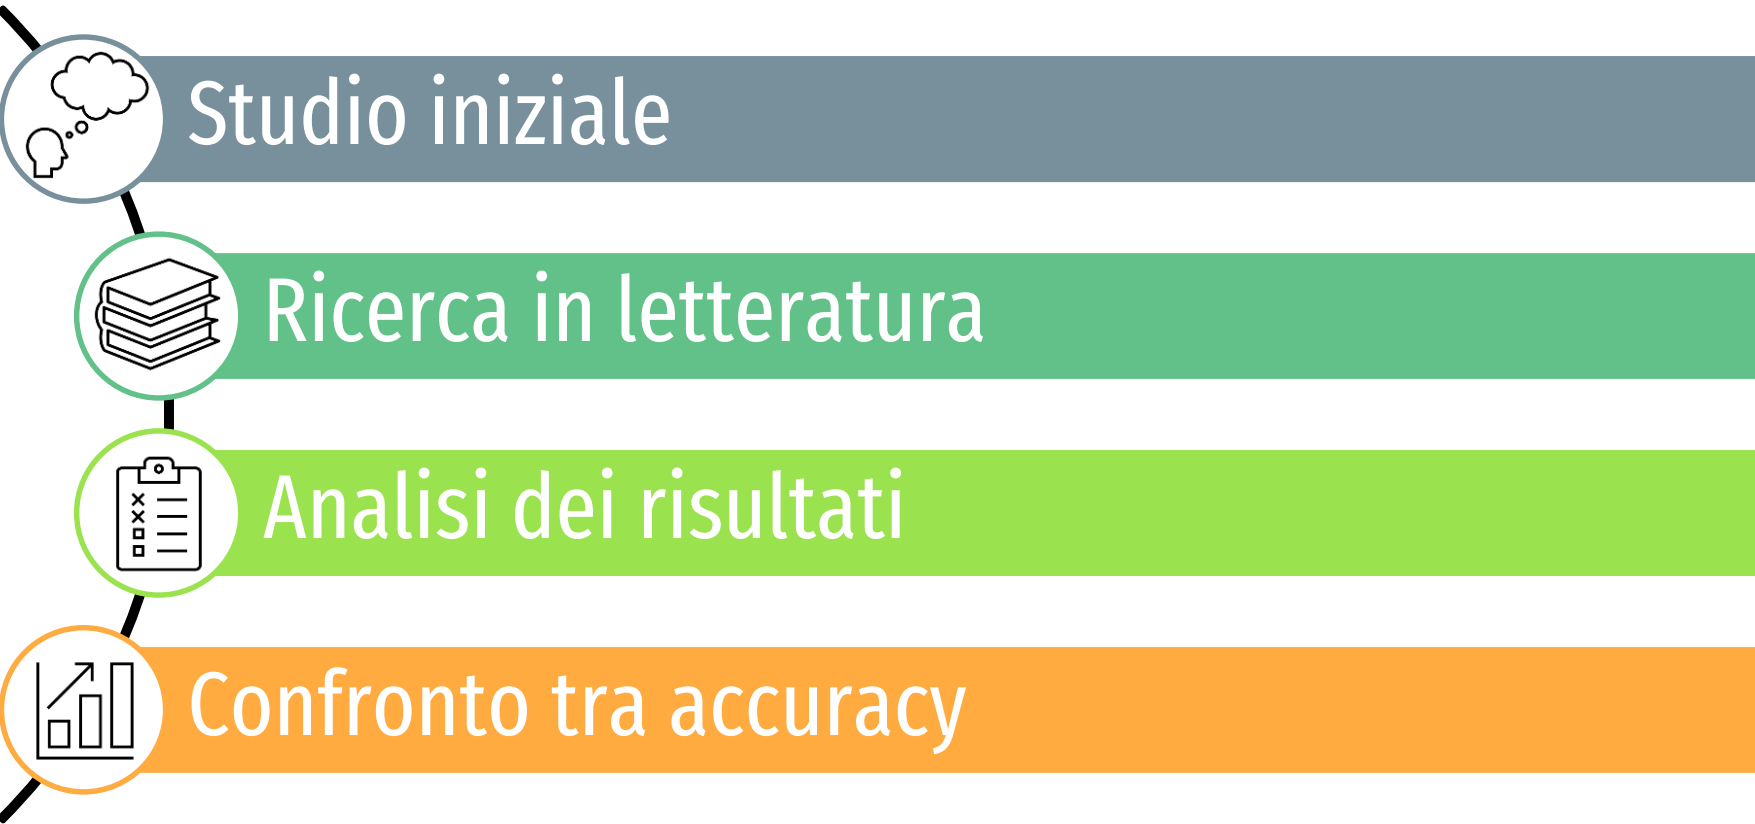 Studio iniziale
Ricerca in letteratura
Analisi dei risultati
Confronto tra accuracy